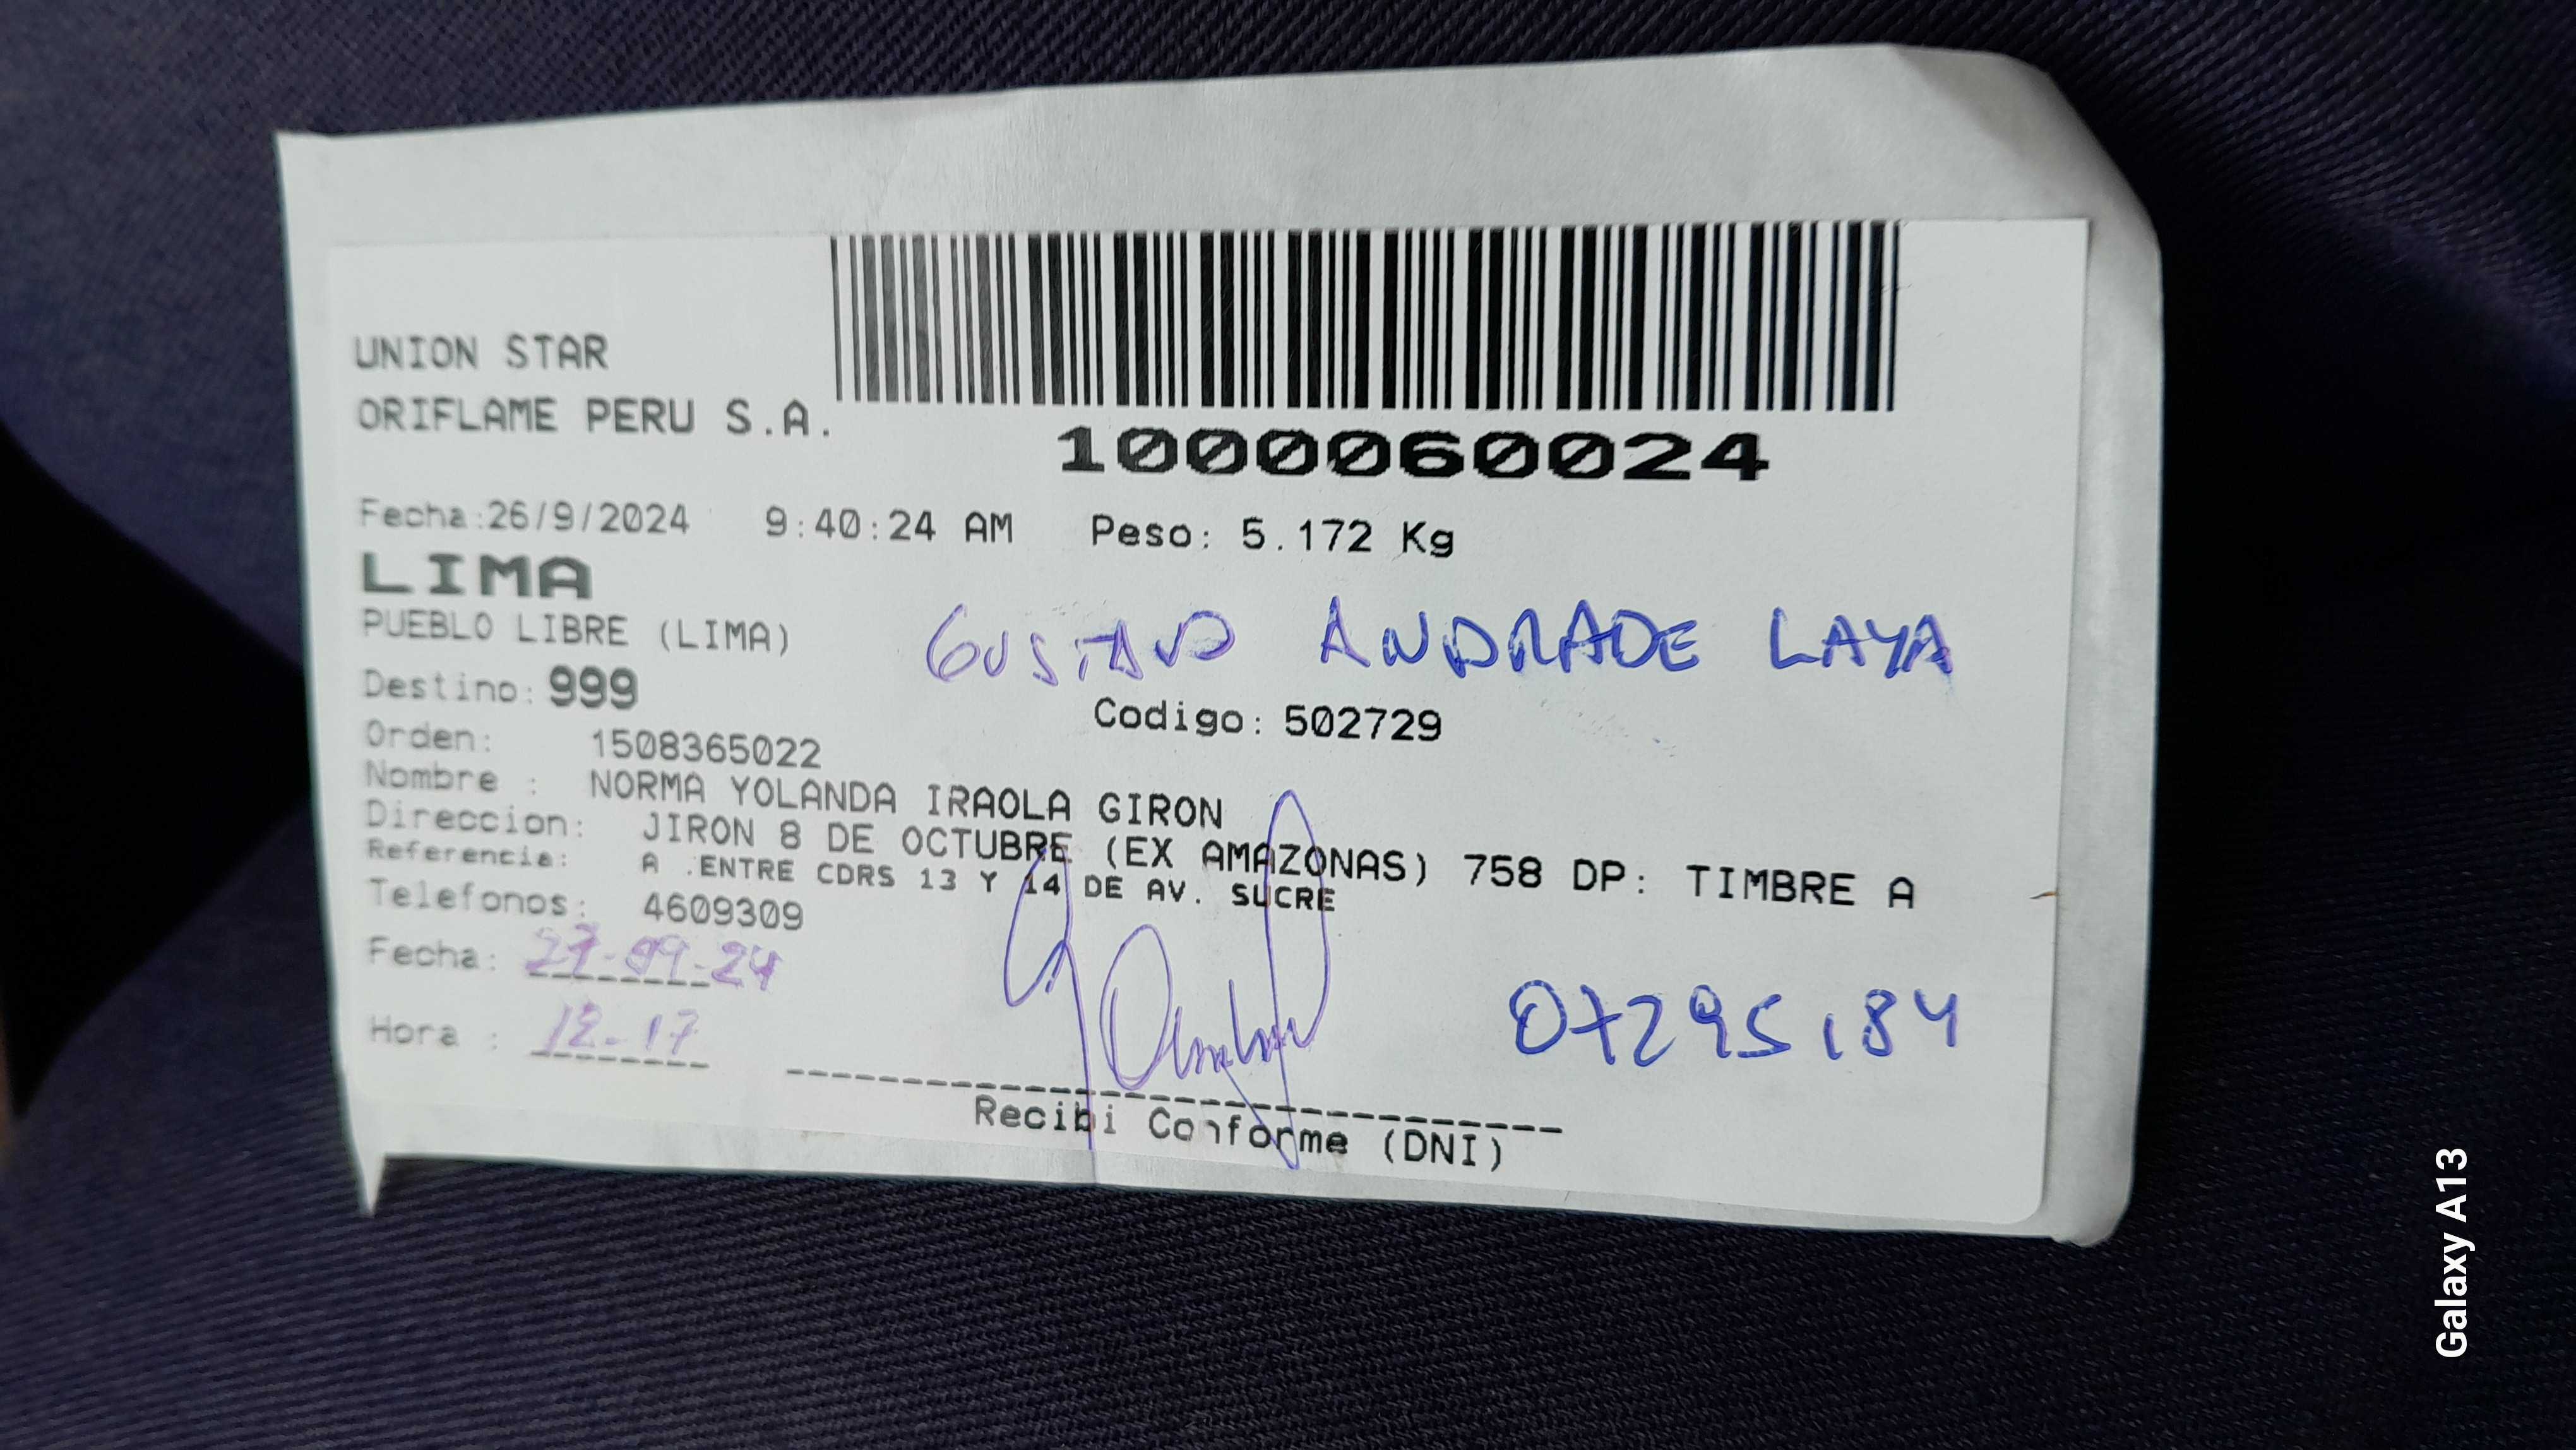 UNION STAR
ORIFLAME PERU S.A.
1000060024
Fecha:26/9/2024 9:40:24 AM Peso: 5.172 Kg
LIMA
PUEBLO LIBRE (LIMA)
GUSTAVO ANDRADE LAYA
Destino: 999
Codigo: 502729
Orden: 1508365022
Nombre : NORMA YOLANDA IRAOLA GIRON
Direccion: JIRON 8 DE OCTUBRE (EX AMAZONAS) 758 DP: TIMBRE A
Referencia: A .ENTRE CDRS 13 Y 14 DE AV. SUCRE
Telefonos: 4609309
Fecha: 27-09-24
Hora : 12-17
07295184
Recibi Conforme (DNI)
Galaxy A13